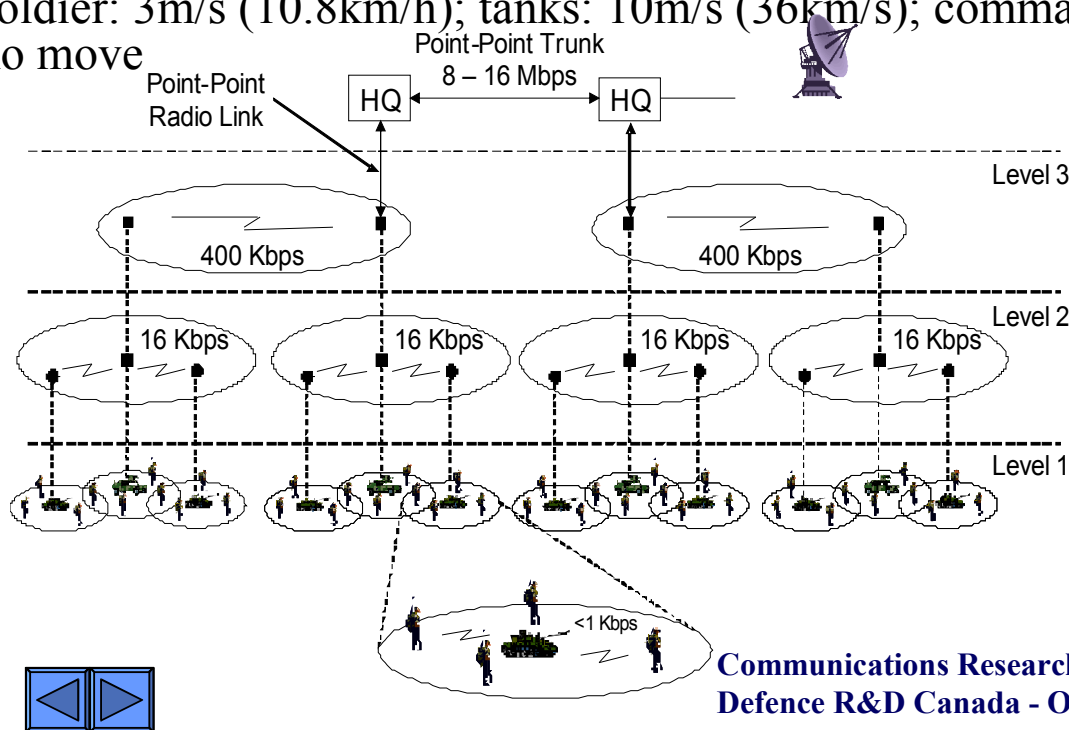 oldier: 3m/s (10.8km/h); tanks: 10m/s (36km/s); comma
o move
Point-Point Trunk
8 – 16 Mbps
Point-Point
Radio Link
HQ
HQ
Level 3
400 Kbps
400 Kbps
Level 2
16 Kbps
16 Kbps
16 Kbps
16 Kbps
Level 1
<1 Kbps
Communications Research
Defence R&D Canada - O